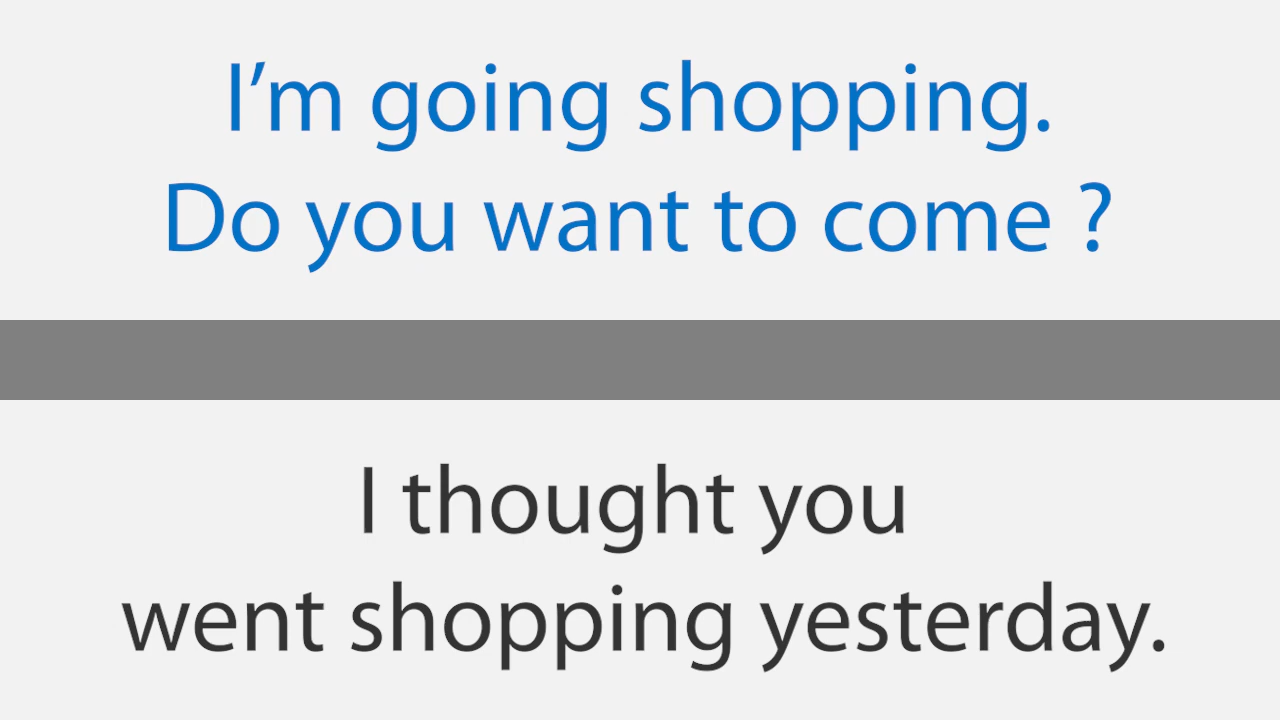 I’m going shopping.
Do you want to come ?
I thought you
went shopping yesterday.